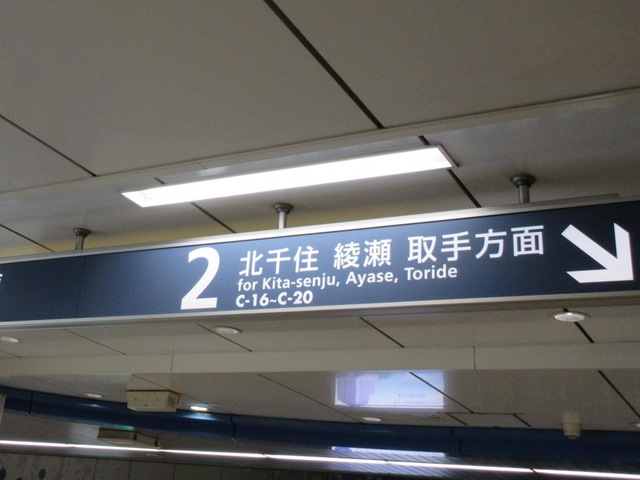 2
北千住 綾瀬 取手方面
for Kita-senju, Ayase, Toride
C-16~C-20